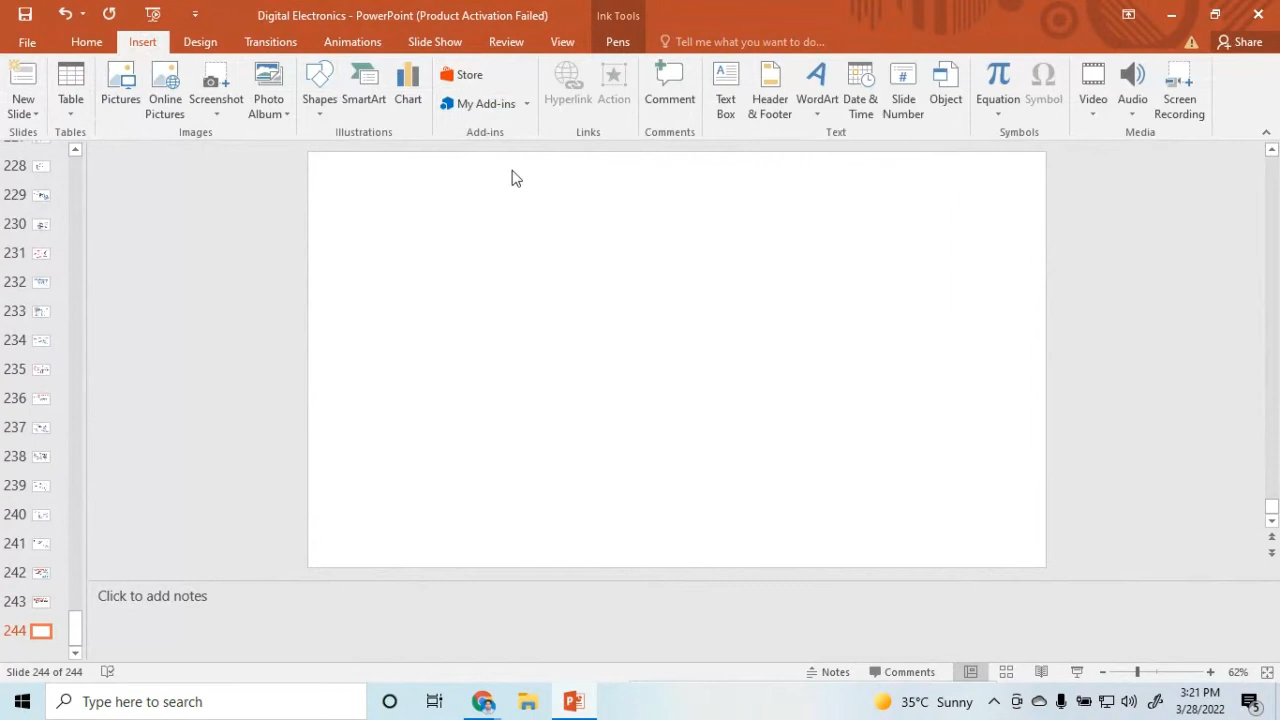 Digital Electronics - PowerPoint (Product Activation Failed)
Ink Tools
File
Home
Insert
Design
Transitions
Animations
Slide Show
Review
View
Pens
Tell me what you want to do...
Share
New
Slide
Table
Pictures
Online
Pictures
Screenshot
Photo
Album
Shapes
SmartArt
Chart
Store
My Add-ins
Hyperlink
Action
Comment
Text
Box
Header
& Footer
WordArt
Date &
Time
Slide
Number
Object
Equation
Symbol
Video
Audio
Screen
Recording
Slides
Tables
Images
Illustrations
Add-ins
Links
Comments
Text
Symbols
Media
228
229
230
231
232
233
234
235
236
237
238
239
240
241
242
243
244
Click to add notes
Slide 244 of 244
Notes
Comments
62%
Type here to search
35°C Sunny
3:21 PM
3/28/2022
5